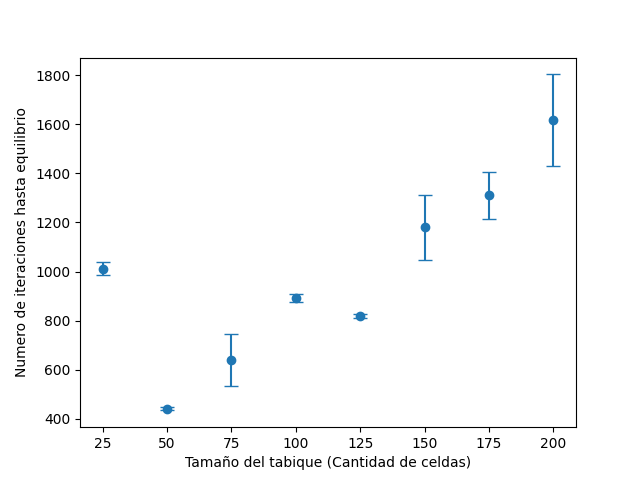 1800
1600
1400
1200
1000
800
600
400
Numero de iteraciones hasta equilibrio
25 50 75 100 125 150 175 200
Tamaño del tabique (Cantidad de celdas)